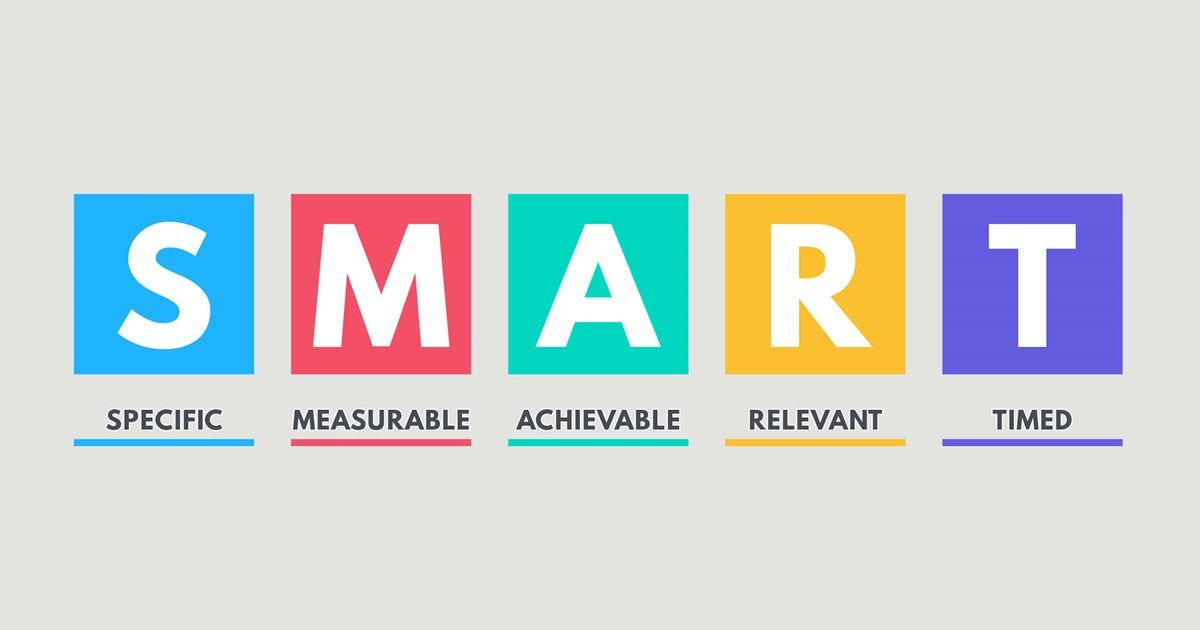 S M A R T
SPECIFIC MEASURABLE ACHIEVABLE RELEVANT TIMED